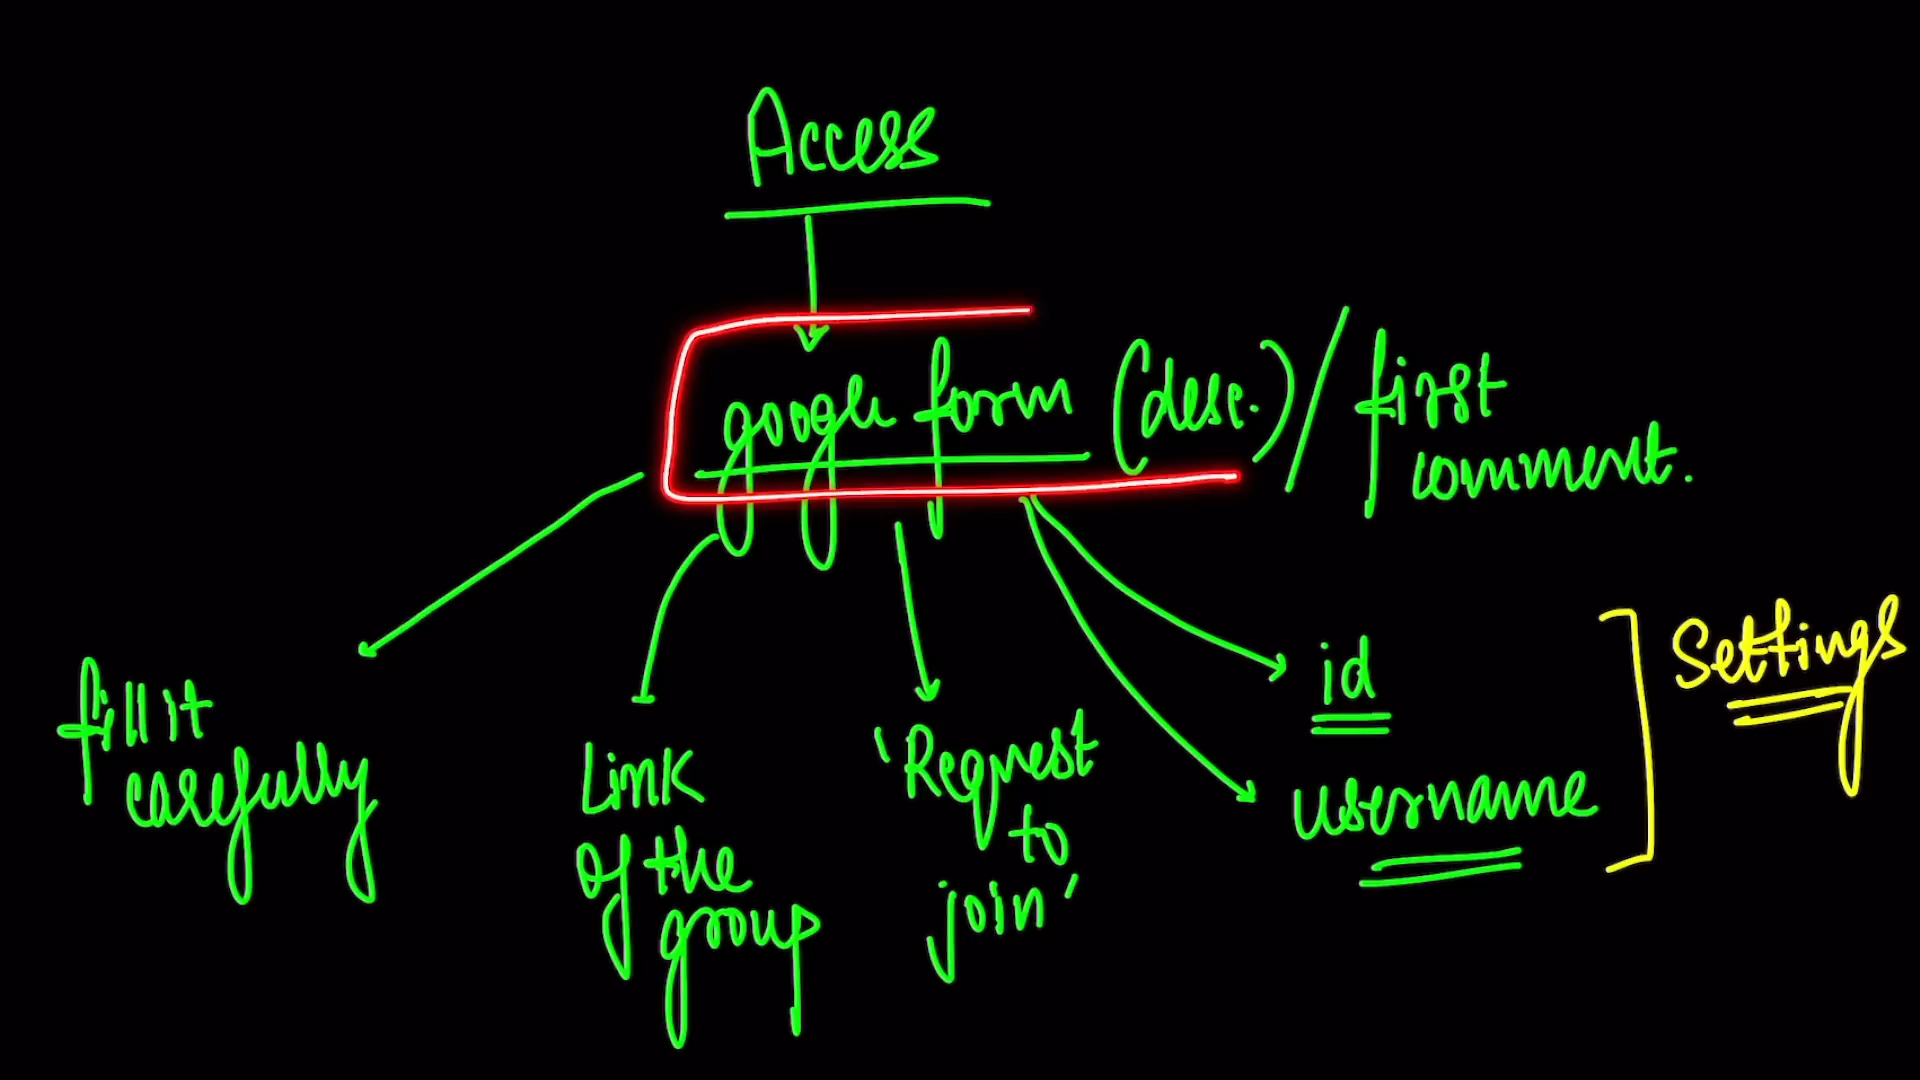 Access
google form (desc.) / first
comment.
fill it
carefully
Link
of the
group
'Request
to
join'
id
username
Settings